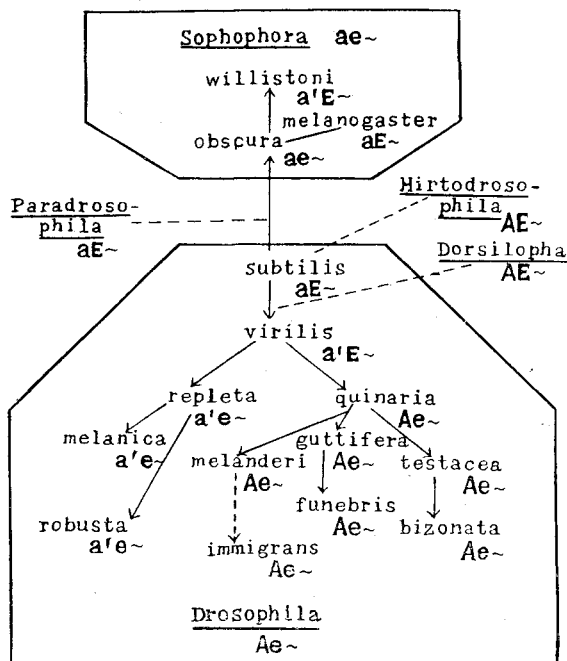 Sophophora ae~
willistoni
a'E~
melanogaster
aE~
obscura
ae~
Paradroso-
phila
aE~
Hirtodroso-
phila
AE~
Dorsilopha
AE~
subtilis
aE~
virilis
a'E~
repleta
a'e~
quinaria
Ae~
melanica
a'e~
guttifera
Ae~
melanderi
Ae~
testacea
Ae~
robusta
a'e~
funebris
Ae~
bizonata
Ae~
immigrans
Ae~
Drosophila
Ae~